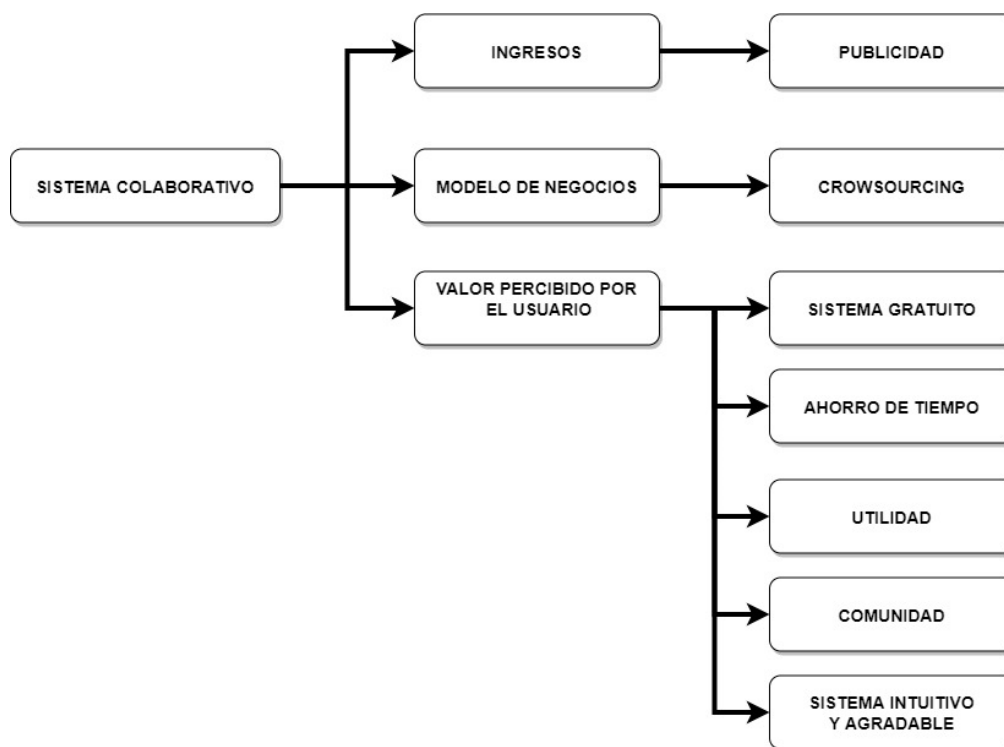 INGRESOS
PUBLICIDAD
SISTEMA COLABORATIVO
MODELO DE NEGOCIOS
CROWSOURCING
VALOR PERCIBIDO POR
EL USUARIO
SISTEMA GRATUITO
AHORRO DE TIEMPO
UTILIDAD
COMUNIDAD
SISTEMA INTUITIVO
Y AGRADABLE